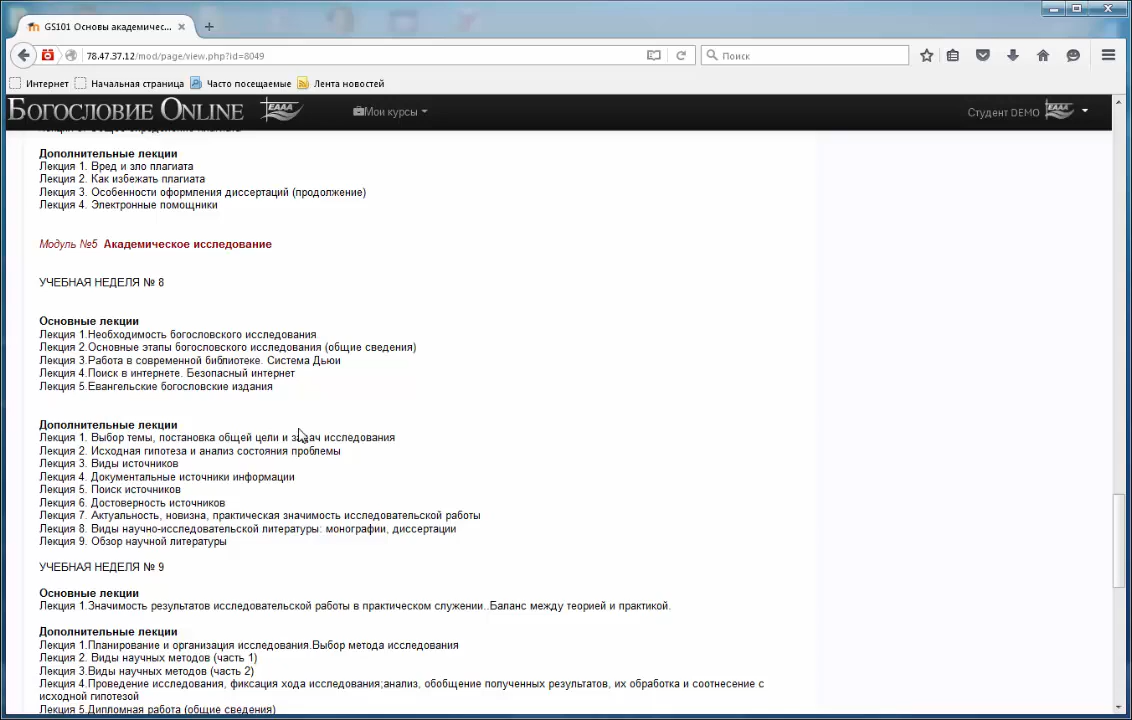 GS101 Основы академичес...
78.47.37.12/mod/page/view.php?id=8049
Поиск
Интернет
Начальная страница
Часто посещаемые
Лента новостей
БОГОСЛОВИЕ ONLINE
ЕААА
Мои курсы
Студент DEMO
ЕААА
Дополнительные лекции
Лекция 1. Вред и зло плагиата
Лекция 2. Как избежать плагиата
Лекция 3. Особенности оформления диссертаций (продолжение)
Лекция 4. Электронные помощники
Модуль №5 Академическое исследование
УЧЕБНАЯ НЕДЕЛЯ № 8
Основные лекции
Лекция 1.Необходимость богословского исследования
Лекция 2.Основные этапы богословского исследования (общие сведения)
Лекция 3.Работа в современной библиотеке. Система Дьюи
Лекция 4.Поиск в интернете. Безопасный интернет
Лекция 5.Евангельские богословские издания
Дополнительные лекции
Лекция 1. Выбор темы, постановка общей цели и задач исследования
Лекция 2. Исходная гипотеза и анализ состояния проблемы
Лекция 3. Виды источников
Лекция 4. Документальные источники информации
Лекция 5. Поиск источников
Лекция 6. Достоверность источников
Лекция 7. Актуальность, новизна, практическая значимость исследовательской работы
Лекция 8. Виды научно-исследовательской литературы: монографии, диссертации
Лекция 9. Обзор научной литературы
УЧЕБНАЯ НЕДЕЛЯ № 9
Основные лекции
Лекция 1.Значимость результатов исследовательской работы в практическом служении..Баланс между теорией и практикой.
Дополнительные лекции
Лекция 1.Планирование и организация исследования.Выбор метода исследования
Лекция 2. Виды научных методов (часть 1)
Лекция 3.Виды научных методов (часть 2)
Лекция 4.Проведение исследования, фиксация хода исследования;анализ, обобщение полученных результатов, их обработка и соотнесение с
исходной гипотезой
Лекция 5.Дипломная работа (общие сведения)